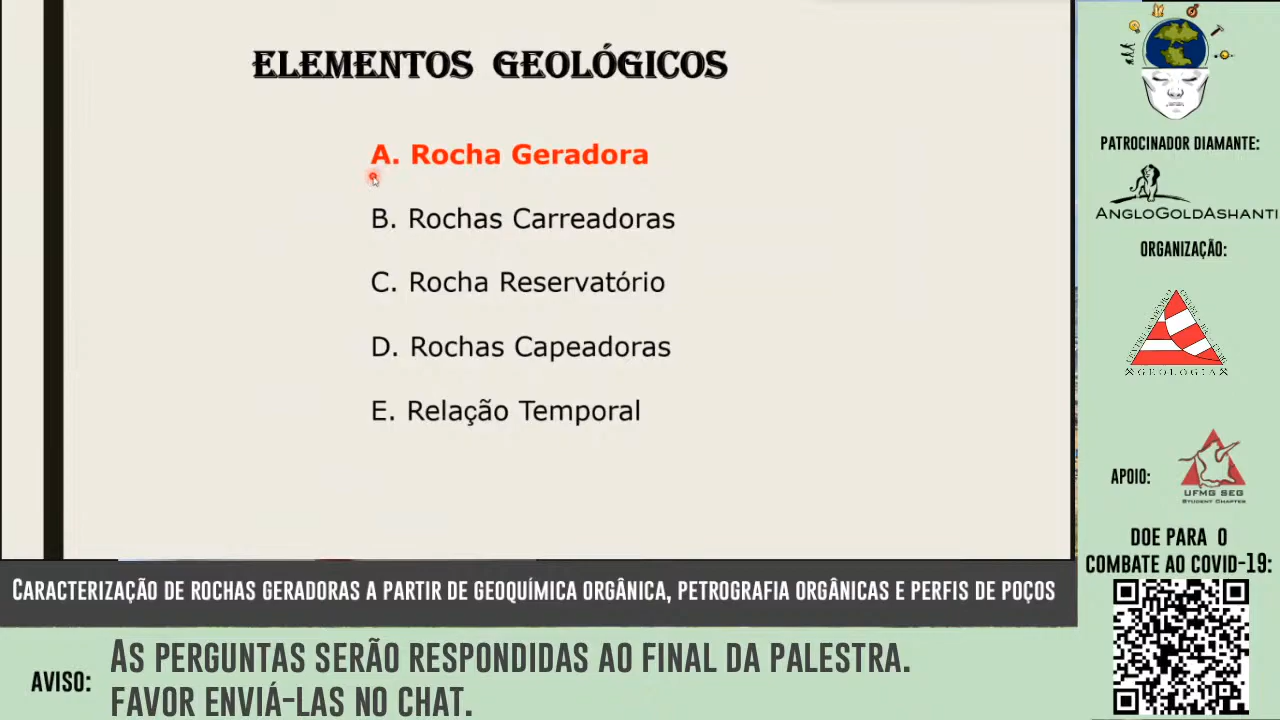 ELEMENTOS GEOLÓGICOS
A. Rocha Geradora
B. Rochas Carreadoras
C. Rocha Reservatório
D. Rochas Capeadoras
E. Relação Temporal
PATROCINADOR DIAMANTE:
ANGLOGOLDASHANTI
ORGANIZAÇÃO:
GEOLOGIA
APOIO:
UFMG SEG
STUDENT CHAPTER
DOE PARA O
COMBATE AO COVID-19:
CARACTERIZAÇÃO DE ROCHAS GERADORAS A PARTIR DE GEOQUÍMICA ORGÂNICA, PETROGRAFIA ORGÂNICAS E PERFIS DE POÇOS
AVISO:
AS PERGUNTAS SERÃO RESPONDIDAS AO FINAL DA PALESTRA.
FAVOR ENVIÁ-LAS NO CHAT.